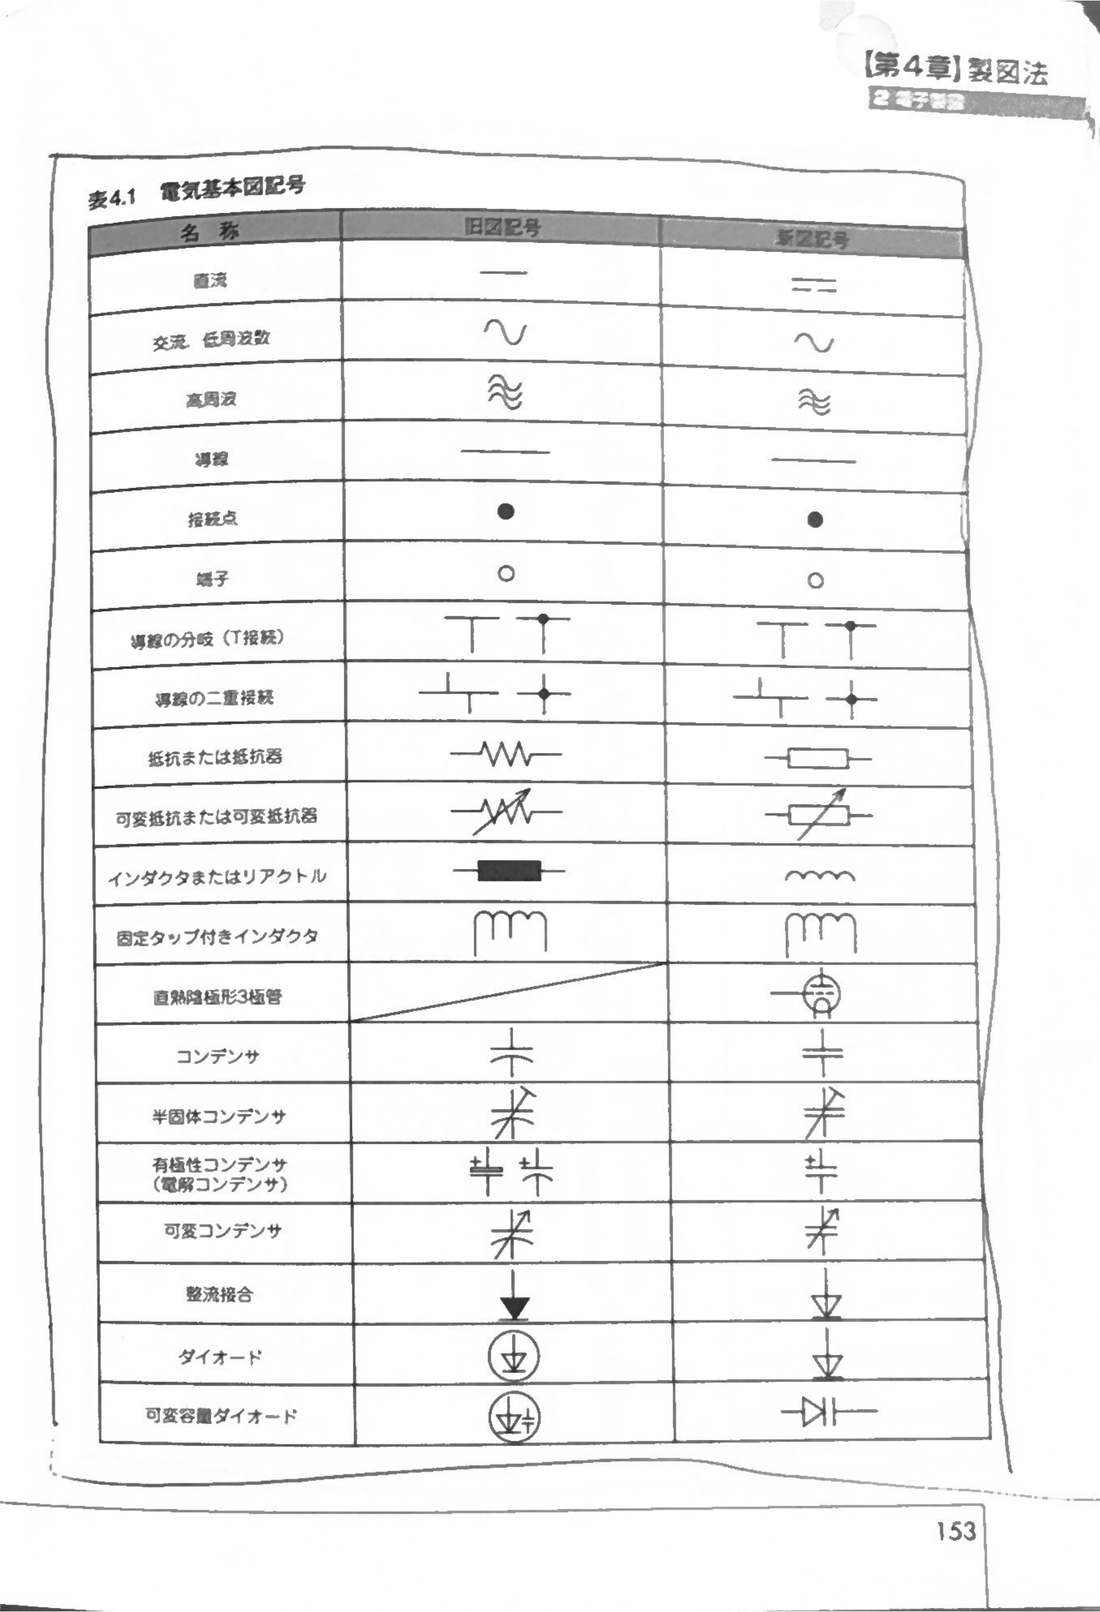 【第4章】製図法
2 電子製図
表4.1 電気基本図記号
名 称 旧図記号 新図記号
直流
交流、低周波数
高周波
導線
接続点
端子
導線の分岐（T接続）
導線の二重接続
抵抗または抵抗器
可変抵抗または可変抵抗器
インダクタまたはリアクトル
固定タップ付きインダクタ
直熱陰極形3極管
コンデンサ
半固体コンデンサ
有極性コンデンサ
（電解コンデンサ）
可変コンデンサ
整流接合
ダイオード
可変容量ダイオード
153